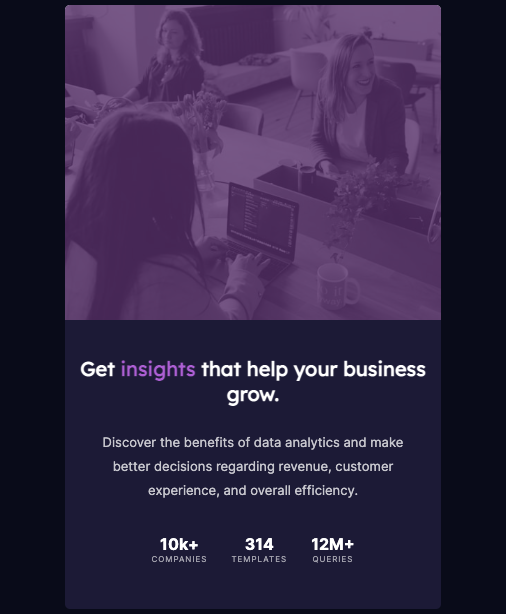 Get insights that help your business
grow.
Discover the benefits of data analytics and make
better decisions regarding revenue, customer
experience, and overall efficiency.
10k+ 314 12M+
COMPANIES TEMPLATES QUERIES